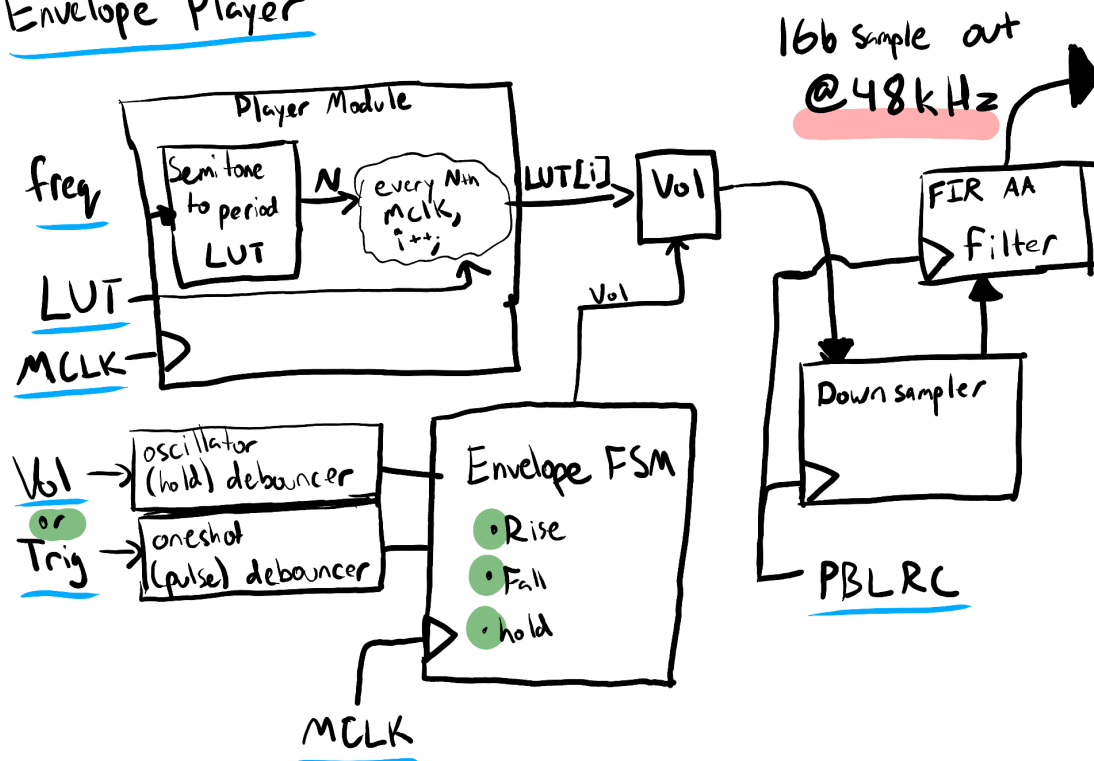 Envelope Player
16b sample out
@48kHz
Player Module
freq
Semitone
to period
LUT
N
every Nth
mclk,
i++;
LUT[i]
Vol
FIR AA
filter
LUT
MCLK
Vol
Downsampler
Vol
or
Trig
oscillator
(hold) debouncer
oneshot
(pulse) debouncer
Envelope FSM
• Rise
• Fall
• hold
PBLRC
MCLK